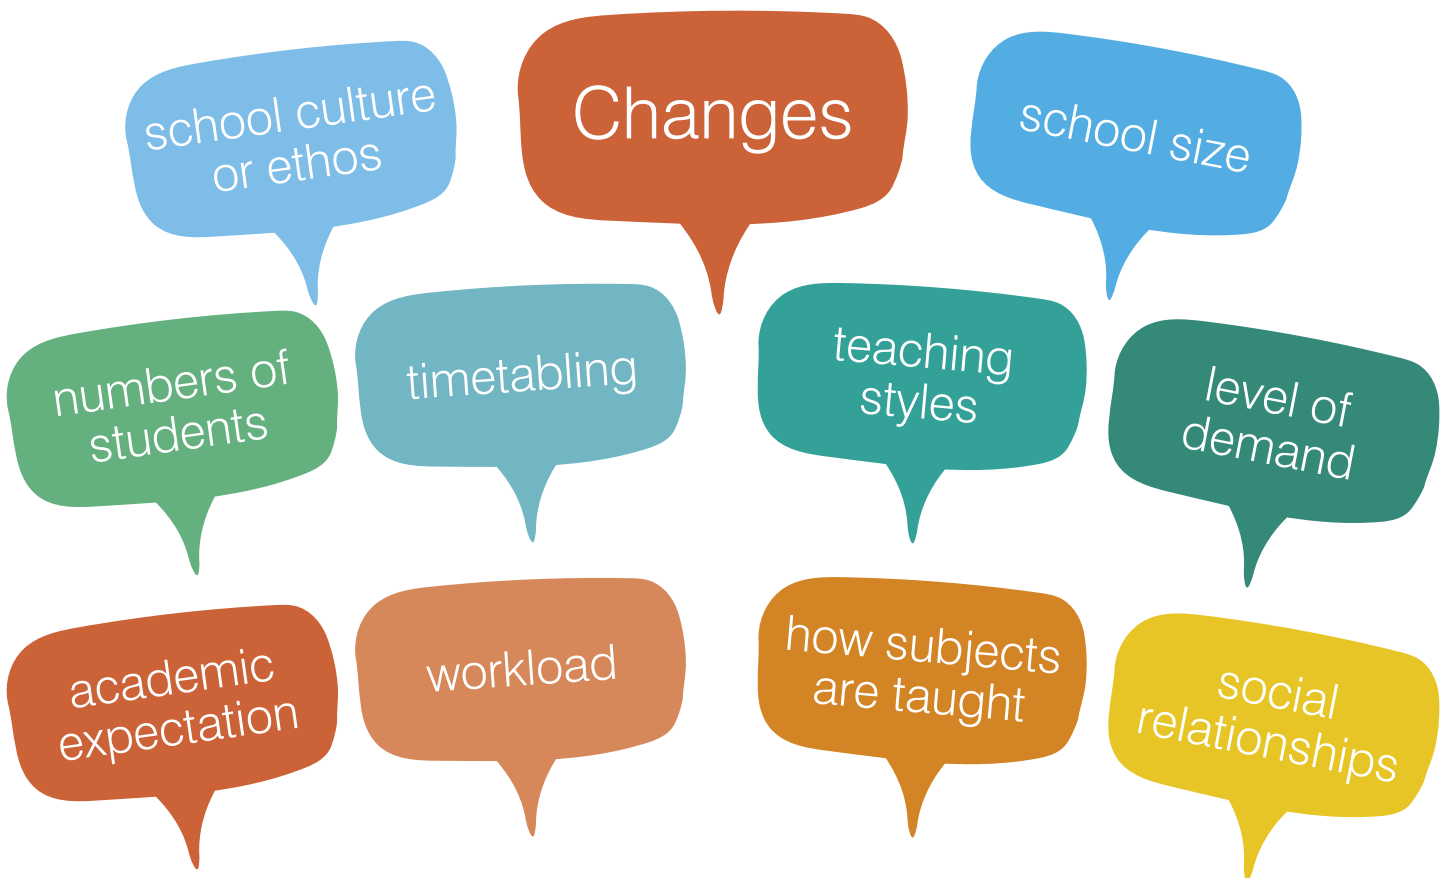 school culture
or ethos
Changes
school size
numbers of
students
timetabling
teaching
styles
level of
demand
academic
expectation
workload
how subjects
are taught
social
relationships